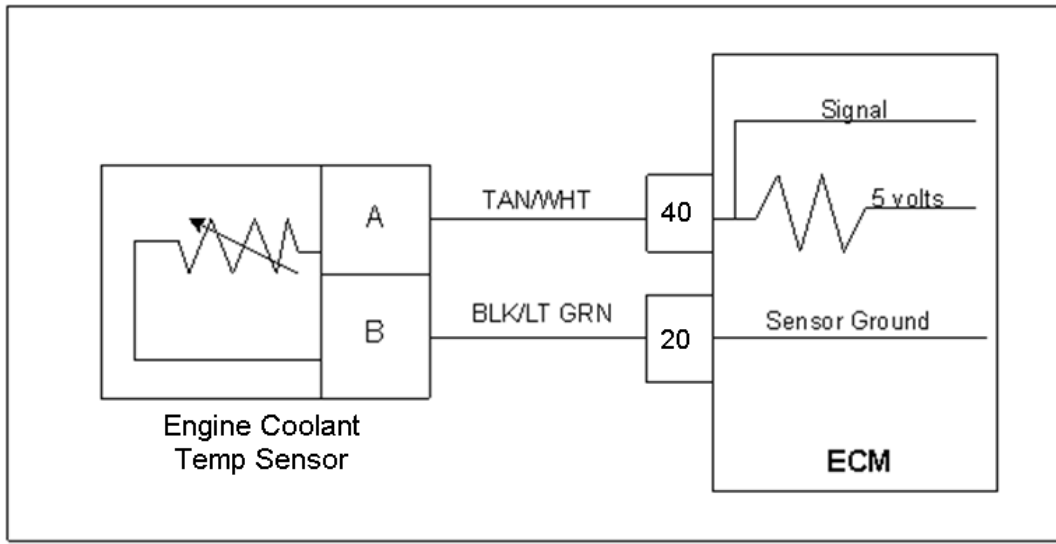 Signal
TAN/WHT
A
40
5 volts
BLK/LT GRN
B
20
Sensor Ground
Engine Coolant
Temp Sensor
ECM